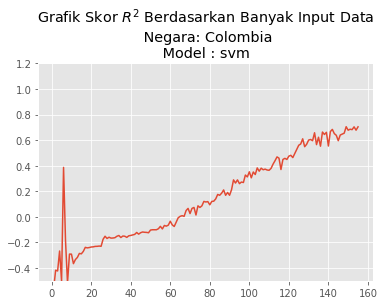 Grafik Skor R² Berdasarkan Banyak Input Data
Negara: Colombia
Model : svm
1.2
1.0
0.8
0.6
0.4
0.2
0.0
−0.2
−0.4
0 20 40 60 80 100 120 140 160